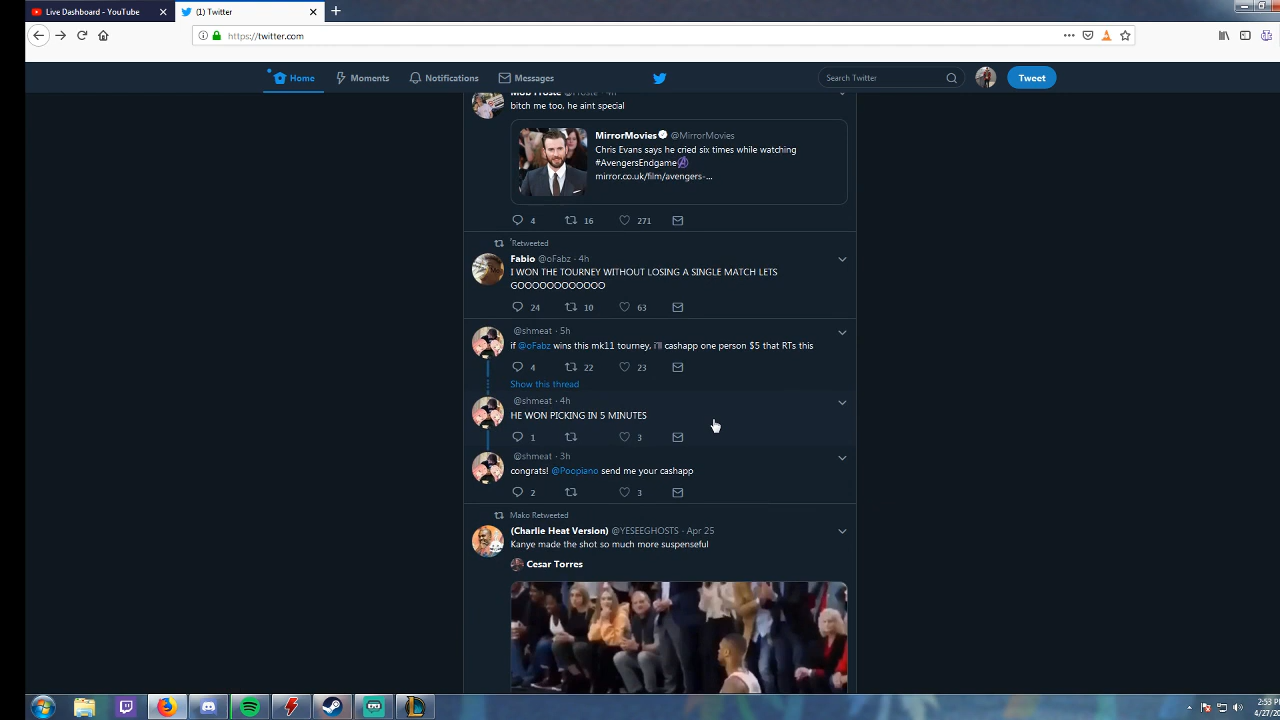 Live Dashboard - YouTube
(1) Twitter
https://twitter.com
Home
Moments
Notifications
Messages
Search Twitter
Tweet
bitch me too, he aint special
MirrorMovies @MirrorMovies
Chris Evans says he cried six times while watching
#AvengersEndgame
mirror.co.uk/film/avengers-...
4 16 271
Retweeted
Fabio @oFabz · 4h
I WON THE TOURNEY WITHOUT LOSING A SINGLE MATCH LETS
GOOOOOOOOOOOO
24 10 63
@shmeat · 5h
if @oFabz wins this mk11 tourney, i'll cashapp one person $5 that RTs this
4 22 23
Show this thread
@shmeat · 4h
HE WON PICKING IN 5 MINUTES
1 3
@shmeat · 3h
congrats! @Poopiano send me your cashapp
2 3
Mako Retweeted
(Charlie Heat Version) @YESEEGHOSTS · Apr 25
Kanye made the shot so much more suspenseful
Cesar Torres
2:53 P
4/27/20